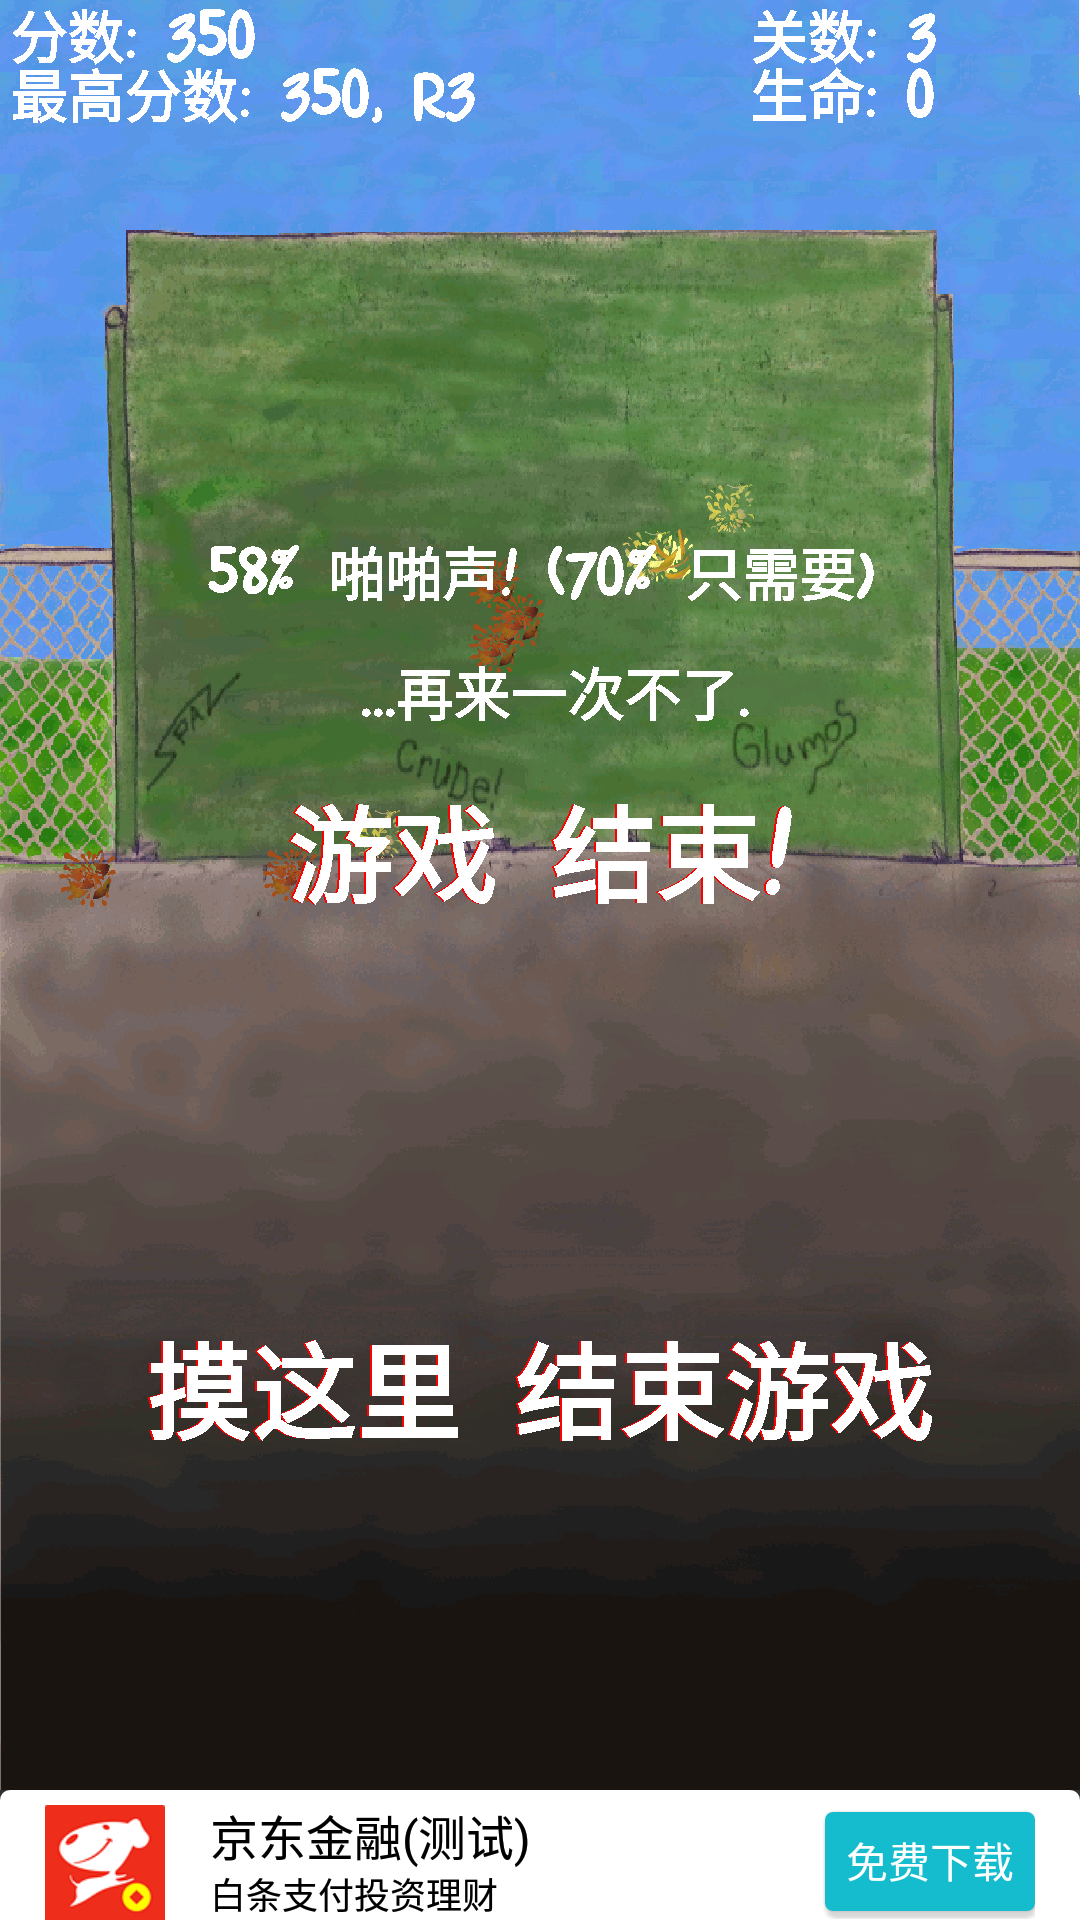 分数: 350
关数: 3
最高分数: 350, R3
生命: 0
58% 啪啪声! (70% 只需要)
...再来一次不了.
SPAZ
Crude!
Glumos
游戏 结束!
摸这里 结束游戏
京东金融(测试)
白条支付投资理财
免费下载